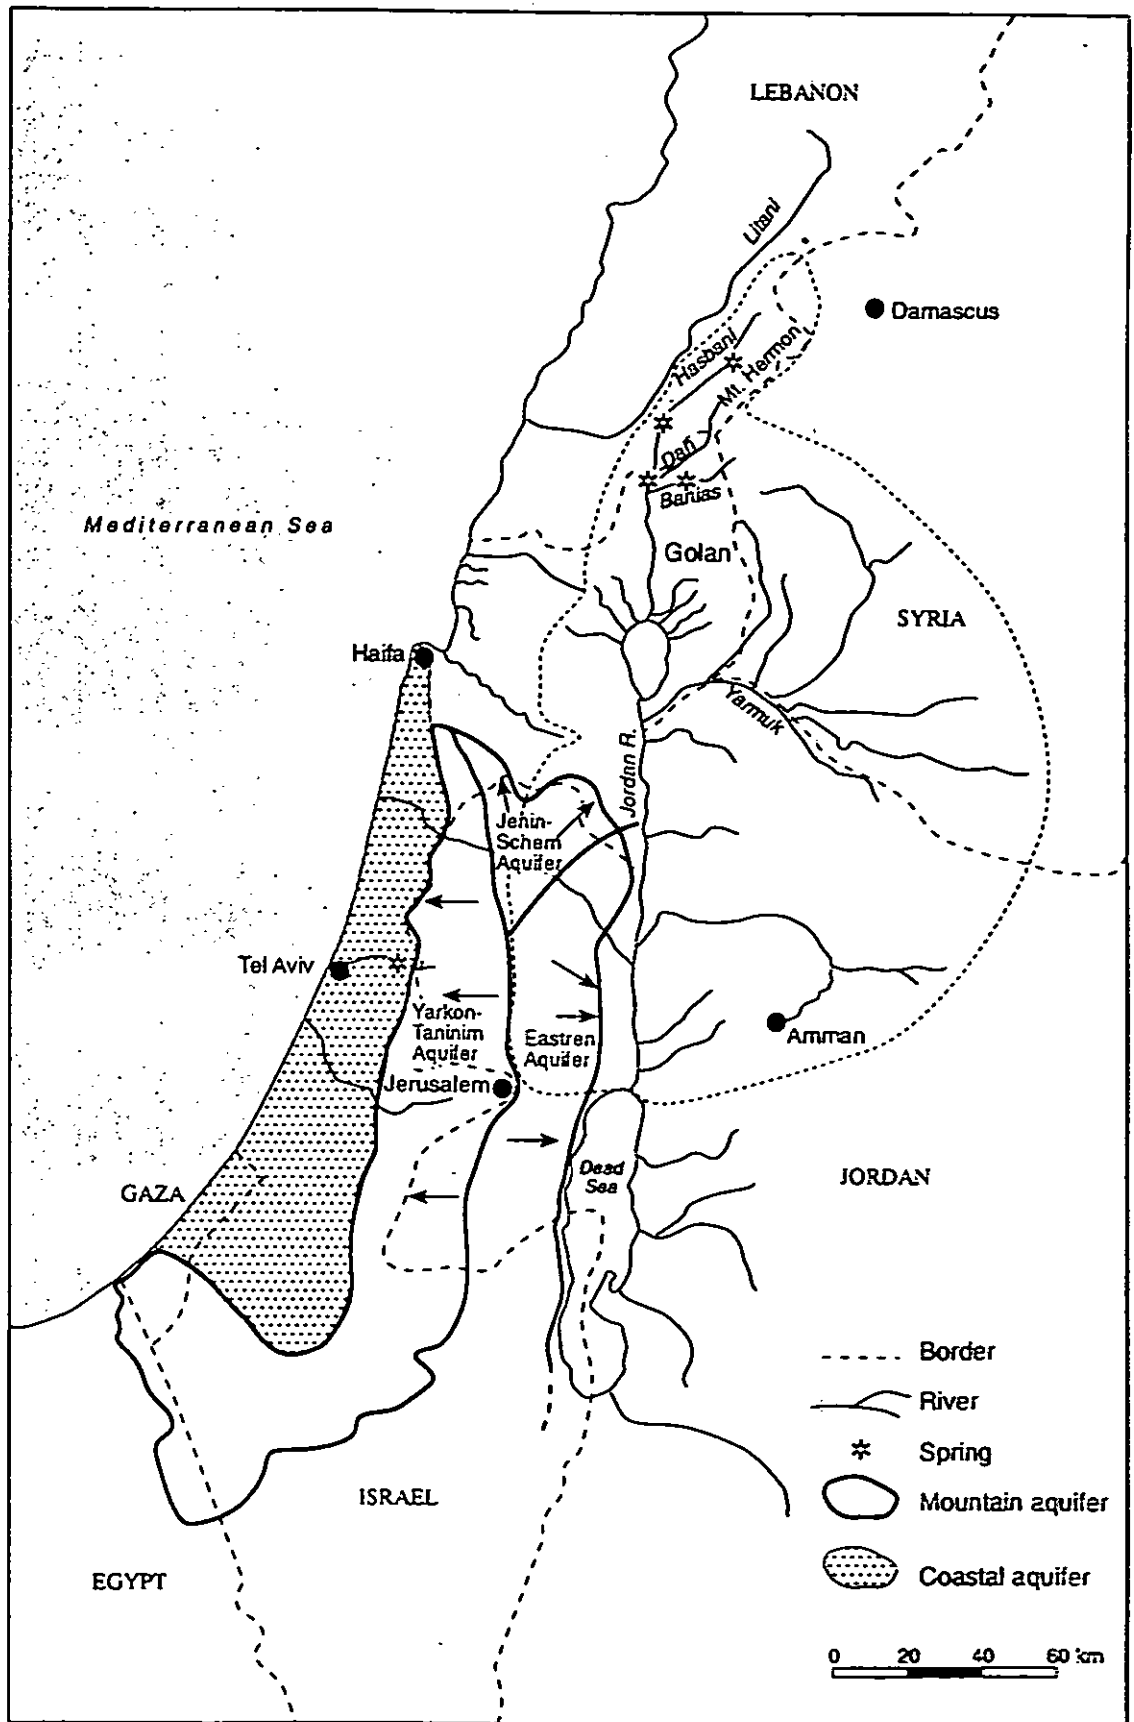 LEBANON
Litani
Damascus
Hasbani
Mt. Hermon
Dan
Banias
Mediterranean Sea
Golan
SYRIA
Haifa
Yarmuk
Jordan R.
Jenin-
Schem
Aquifer
Tel Aviv
Yarkon-
Taninim
Aquifer
Eastren
Aquifer
Amman
Jerusalem
Dead
Sea
GAZA
JORDAN
Border
River
Spring
ISRAEL
Mountain aquifer
EGYPT
Coastal aquifer
0 20 40 60 km